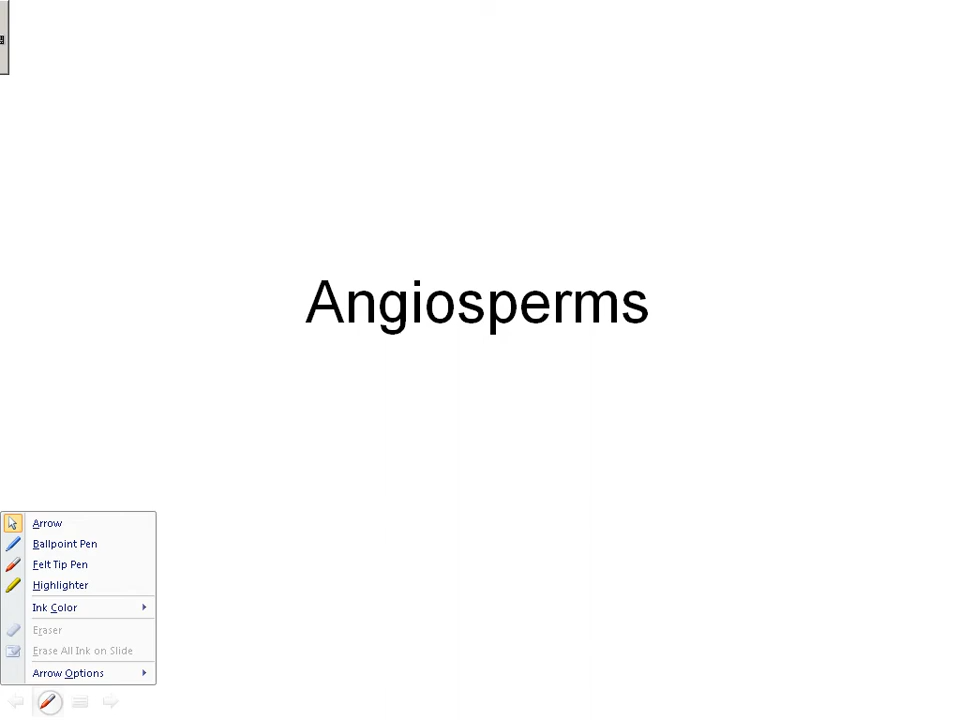 Angiosperms
Arrow
Ballpoint Pen
Felt Tip Pen
Highlighter
Ink Color
Eraser
Erase All Ink on Slide
Arrow Options